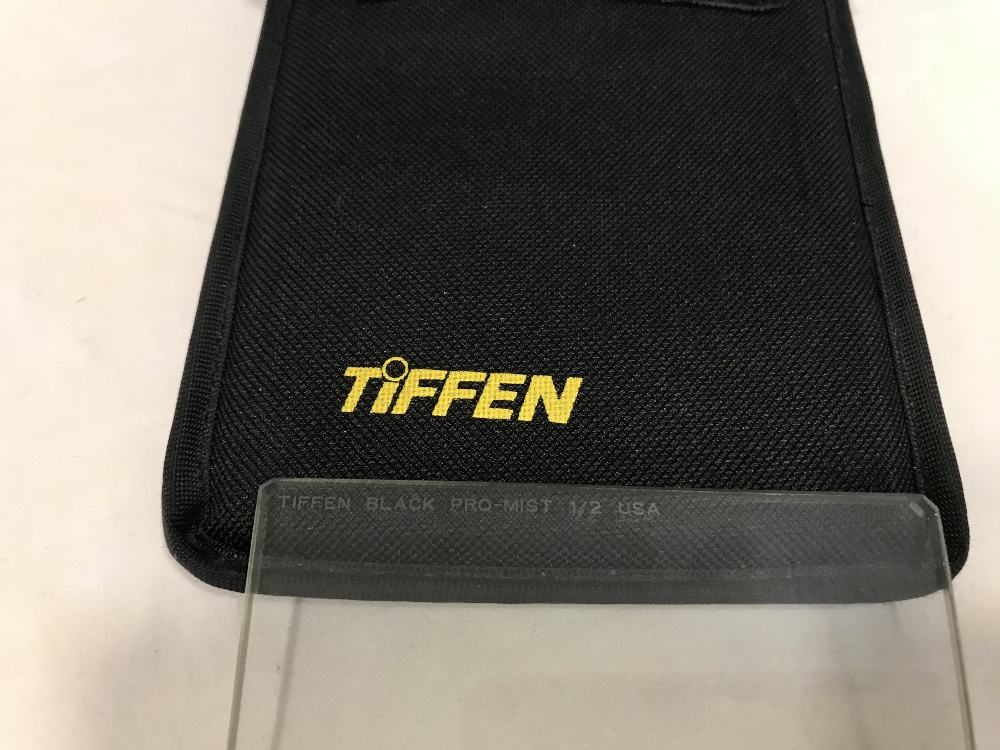 TiFFEN
TIFFEN BLACK PRO-MIST 1/2 USA